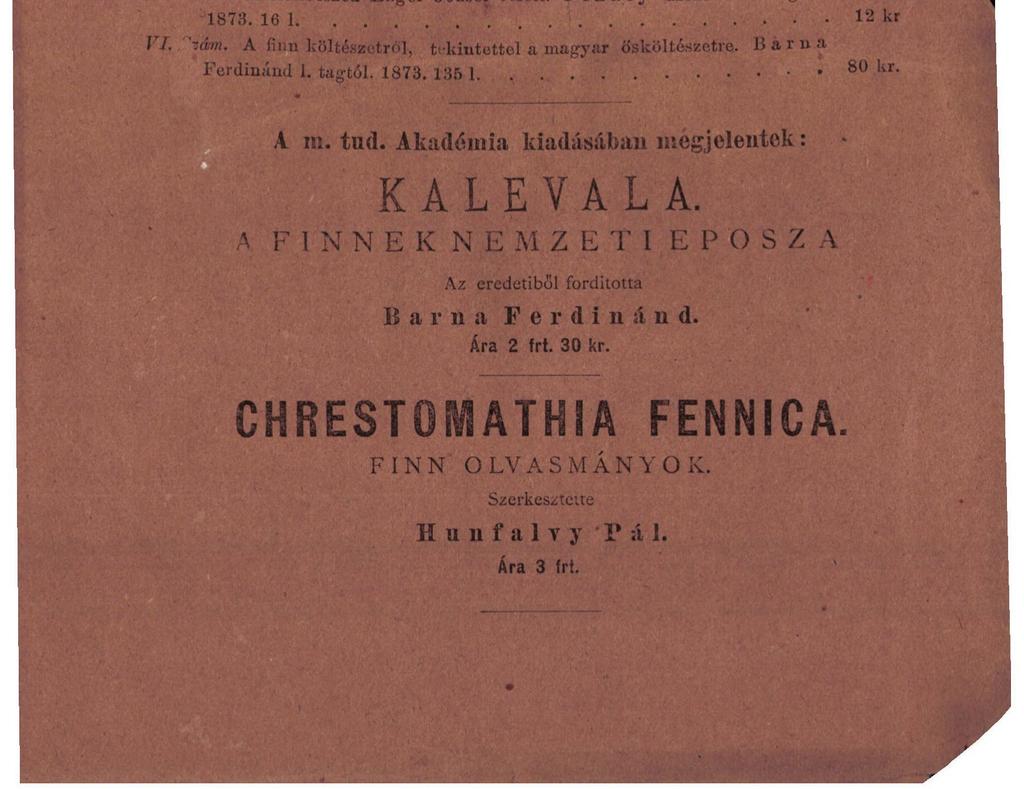 1873. 16 l. . . . . . . . . . . . . . . 12 kr
VI. Szám. A finn költészetről, tekintettel a magyar ősköltészetre. Barna
Ferdinánd l. tagtól. 1873. 135 l. . . . . . . . . . . . . 80 kr.
A m. tud. Akadémia kiadásában megjelentek:
KALEVALA.
A FINNEK NEMZETI EPOSZA
Az eredetiből fordította
Barna Ferdinánd.
Ára 2 frt. 30 kr.
CHRESTOMATHIA FENNICA.
FINN OLVASMÁNYOK.
Szerkesztette
Hunfalvy Pál.
Ára 3 frt.